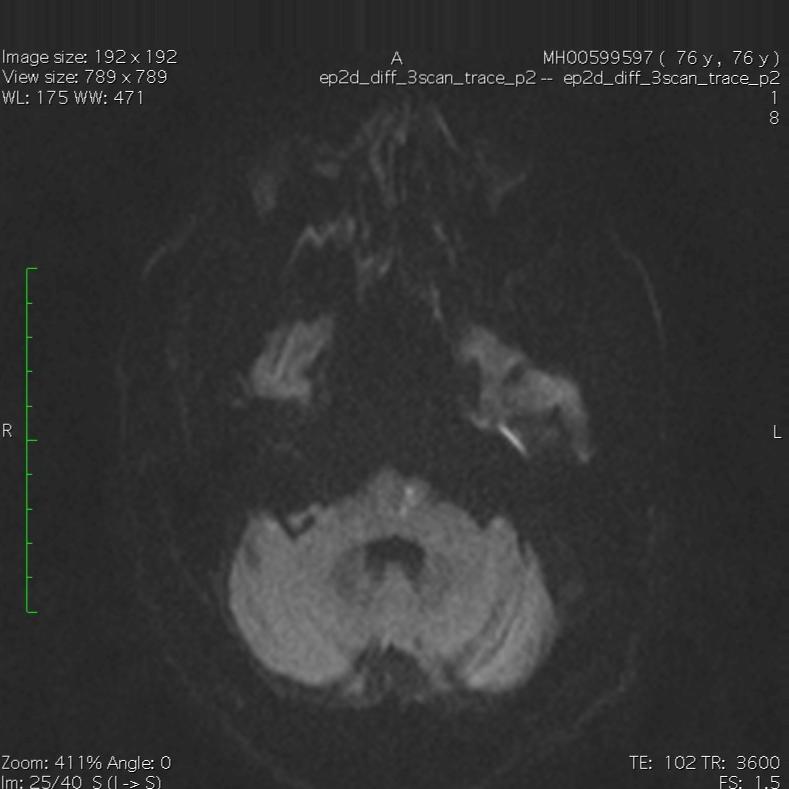 Image size: 192 x 192
View size: 789 x 789
WL: 175 WW: 471
A
MH00599597 ( 76 y, 76 y)
ep2d_diff_3scan_trace_p2 -- ep2d_diff_3scan_trace_p2
1
8
R
L
Zoom: 411% Angle: 0
Im: 25/40 S (I -> S)
TE: 102 TR: 3600
FS: 1.5